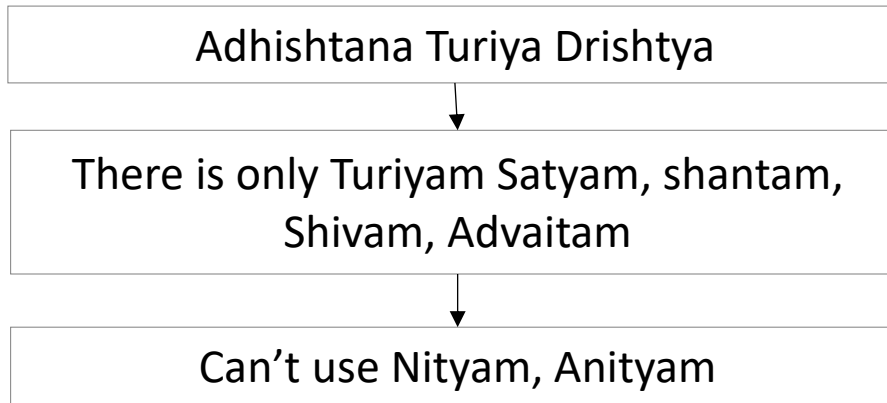 Adhishtana Turiya Drishtya
There is only Turiyam Satyam, shantam,
Shivam, Advaitam
Can’t use Nityam, Anityam